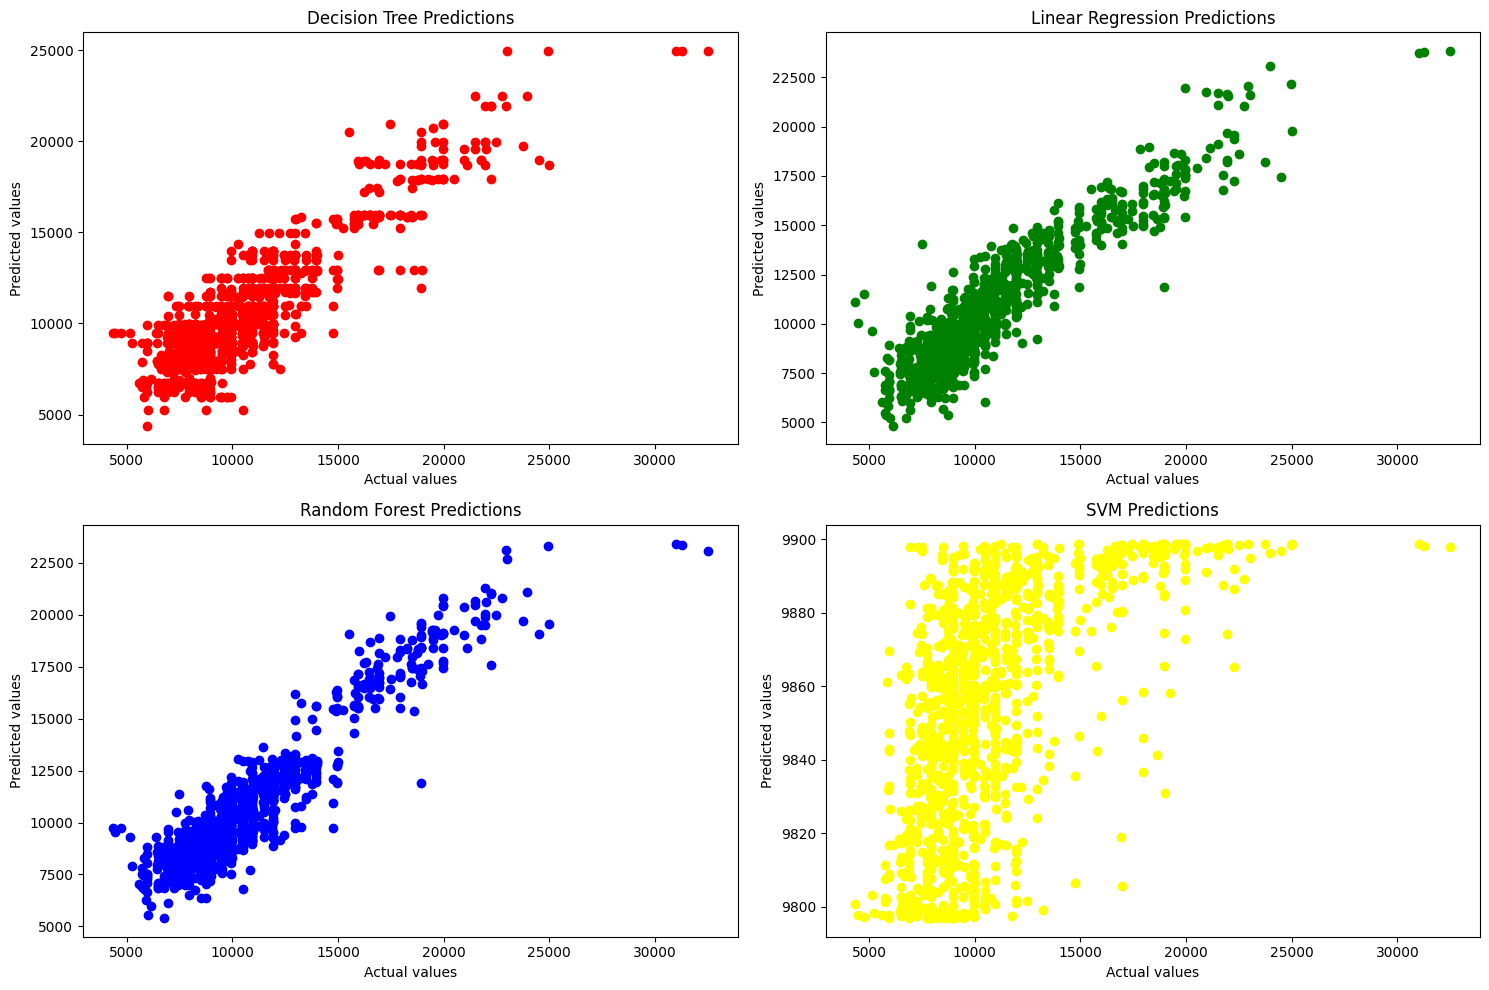 Decision Tree Predictions
25000
20000
15000
10000
5000
Predicted values
5000 10000 15000 20000 25000 30000
Actual values
Linear Regression Predictions
22500
20000
17500
15000
12500
10000
7500
5000
Predicted values
5000 10000 15000 20000 25000 30000
Actual values
Random Forest Predictions
22500
20000
17500
15000
12500
10000
7500
5000
Predicted values
5000 10000 15000 20000 25000 30000
Actual values
SVM Predictions
9900
9880
9860
9840
9820
9800
Predicted values
5000 10000 15000 20000 25000 30000
Actual values